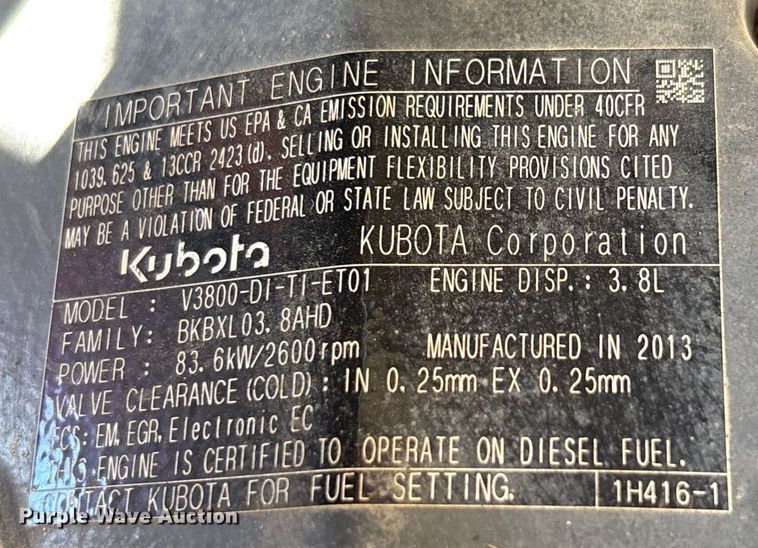 IMPORTANT ENGINE INFORMATION
THIS ENGINE MEETS US EPA & CA EMISSION REQUIREMENTS UNDER 40CFR
1039.625 & 13CCR 2423(d). SELLING OR INSTALLING THIS ENGINE FOR ANY
PURPOSE OTHER THAN FOR THE EQUIPMENT FLEXIBILITY PROVISIONS CITED
MAY BE A VIOLATION OF FEDERAL OR STATE LAW SUBJECT TO CIVIL PENALTY.
Kubota KUBOTA Corporation
MODEL : V3800-DI-TI-ET01 ENGINE DISP.: 3.8L
FAMILY: BKBXL03.8AHD
POWER : 83.6kW/2600rpm MANUFACTURED IN 2013
VALVE CLEARANCE (COLD) : IN 0.25mm EX 0.25mm
ECS: EM, EGR, Electronic EC
THIS ENGINE IS CERTIFIED TO OPERATE ON DIESEL FUEL.
CONTACT KUBOTA FOR FUEL SETTING. 1H416-1
Purple Wave Auction